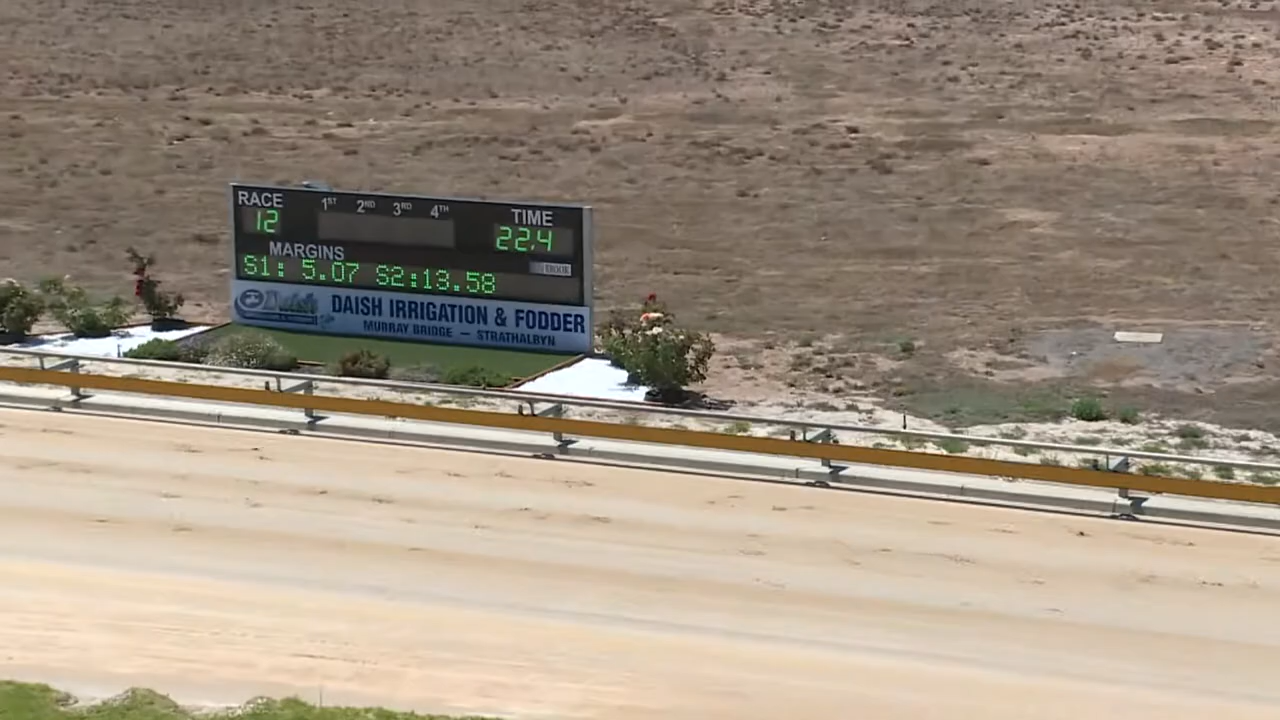 RACE 1ST 2ND 3RD 4TH TIME
12 22.4
MARGINS
S1: 5.07 S2:13.58
Daish
DAISH IRRIGATION & FODDER
MURRAY BRIDGE — STRATHALBYN